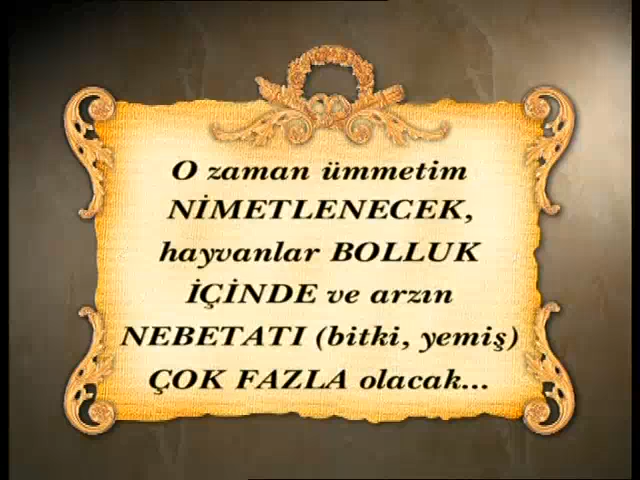 O zaman ümmetim
NİMETLENECEK,
hayvanlar BOLLUK
İÇİNDE ve arzın
NEBETATI (bitki, yemiş)
ÇOK FAZLA olacak...